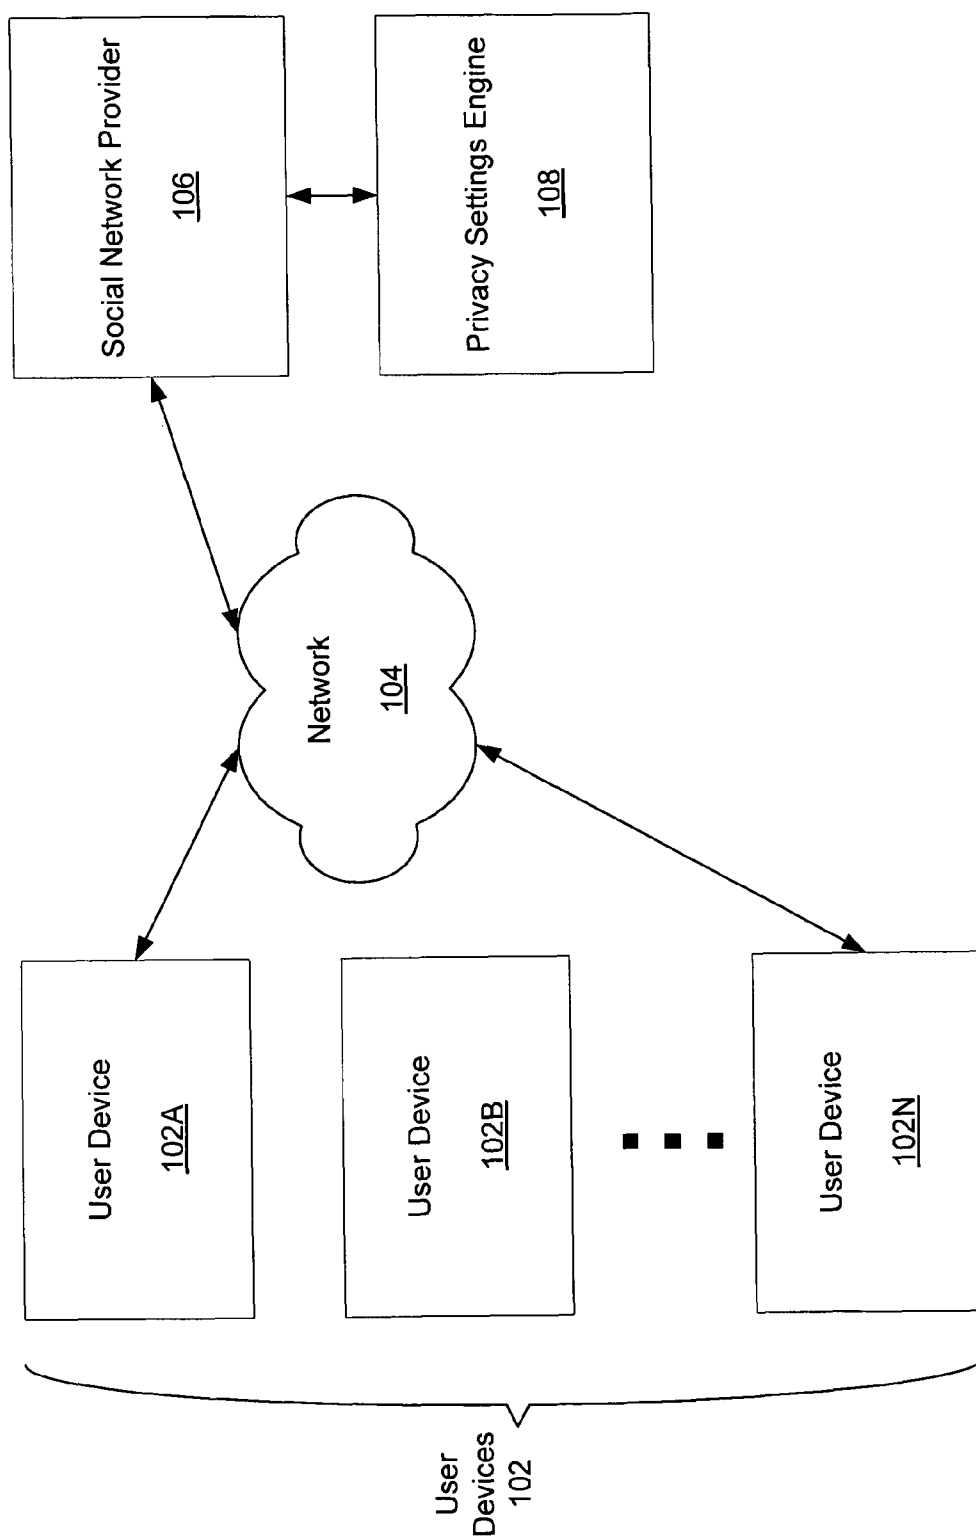 User
Devices
102
User Device
102A
User Device
102B
User Device
102N
Network
104
Social Network Provider
106
Privacy Settings Engine
108